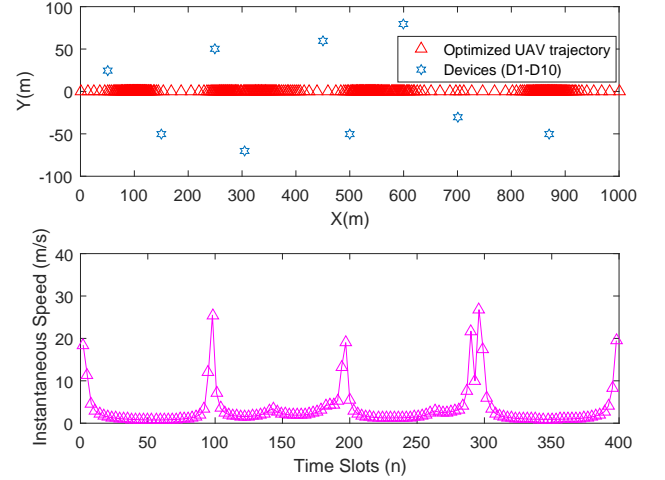 100
50
0
-50
-100
Y(m)
Optimized UAV trajectory
Devices (D1-D10)
0 100 200 300 400 500 600 700 800 900 1000
X(m)
40
30
20
10
0
Instantaneous Speed (m/s)
0 50 100 150 200 250 300 350 400
Time Slots (n)